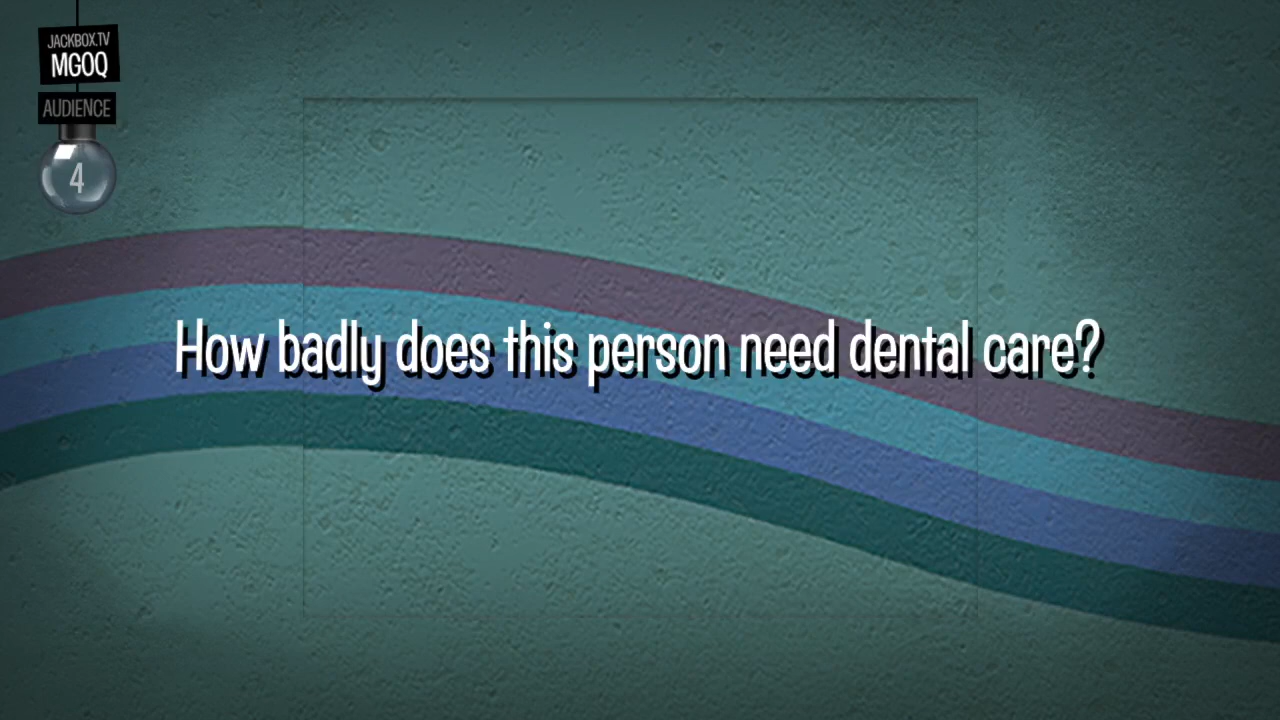 JACKBOX.TV
MGOQ
AUDIENCE
4
How badly does this person need dental care?